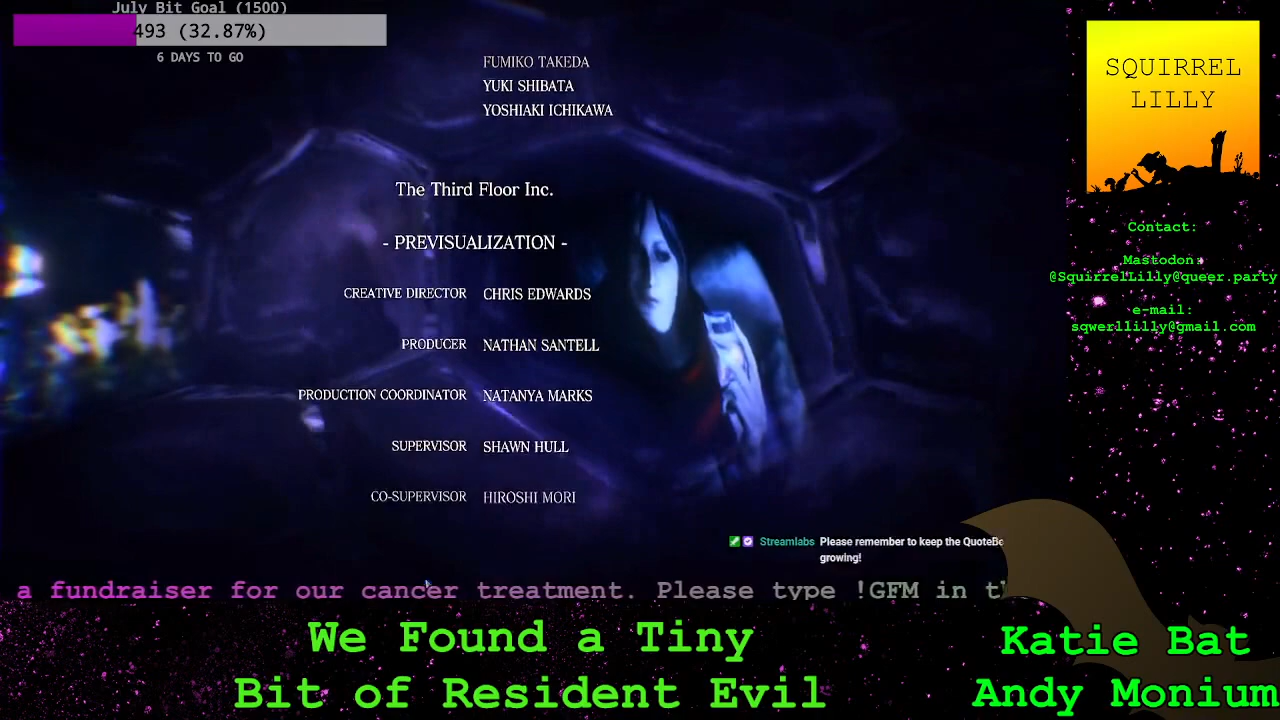 July Bit Goal (1500)
493 (32.87%)
6 DAYS TO GO
FUMIKO TAKEDA
YUKI SHIBATA
YOSHIAKI ICHIKAWA
The Third Floor Inc.
- PREVISUALIZATION -
CREATIVE DIRECTOR CHRIS EDWARDS
PRODUCER NATHAN SANTELL
PRODUCTION COORDINATOR NATANYA MARKS
SUPERVISOR SHAWN HULL
CO-SUPERVISOR HIROSHI MORI
SQUIRREL
LILLY
Contact:
Mastodon:
@SquirrelLilly@queer.party
e-mail:
sqwerllilly@gmail.com
Streamlabs Please remember to keep the QuoteBo
growing!
a fundraiser for our cancer treatment. Please type !GFM in th
We Found a Tiny
Bit of Resident Evil
Katie Bat
Andy Monium